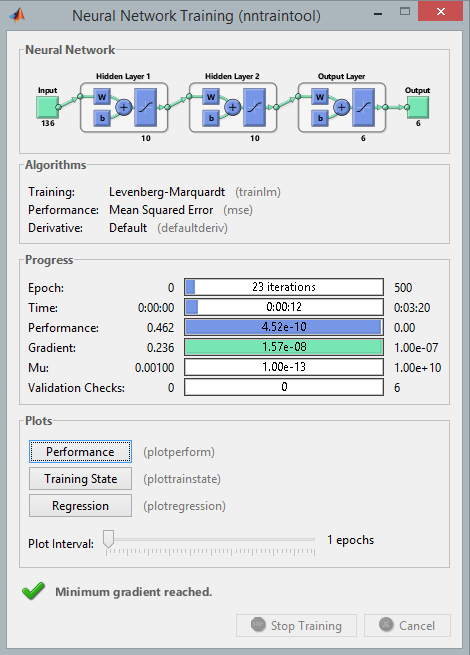 Neural Network Training (nntraintool)
Neural Network
Hidden Layer 1 Hidden Layer 2 Output Layer
Input Output
W W W
b b b
136 10 10 6 6
Algorithms
Training: Levenberg-Marquardt (trainlm)
Performance: Mean Squared Error (mse)
Derivative: Default (defaultderiv)
Progress
Epoch: 0 23 iterations 500
Time: 0:00:00 0:00:12 0:03:20
Performance: 0.462 4.52e-10 0.00
Gradient: 0.236 1.57e-08 1.00e-07
Mu: 0.00100 1.00e-13 1.00e+10
Validation Checks: 0 0 6
Plots
Performance (plotperform)
Training State (plottrainstate)
Regression (plotregression)
Plot Interval: 1 epochs
Minimum gradient reached.
Stop Training Cancel